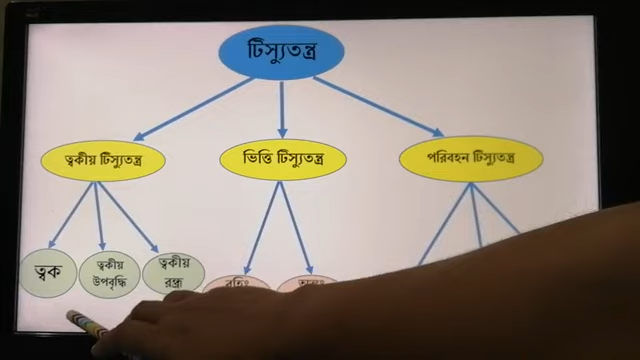 টিস্যুতন্ত্র
ত্বকীয় টিস্যুতন্ত্র
ভিত্তি টিস্যুতন্ত্র
পরিবহন টিস্যুতন্ত্র
ত্বক
ত্বকীয়
উপবৃদ্ধি
ত্বকীয়
রন্ধ্র